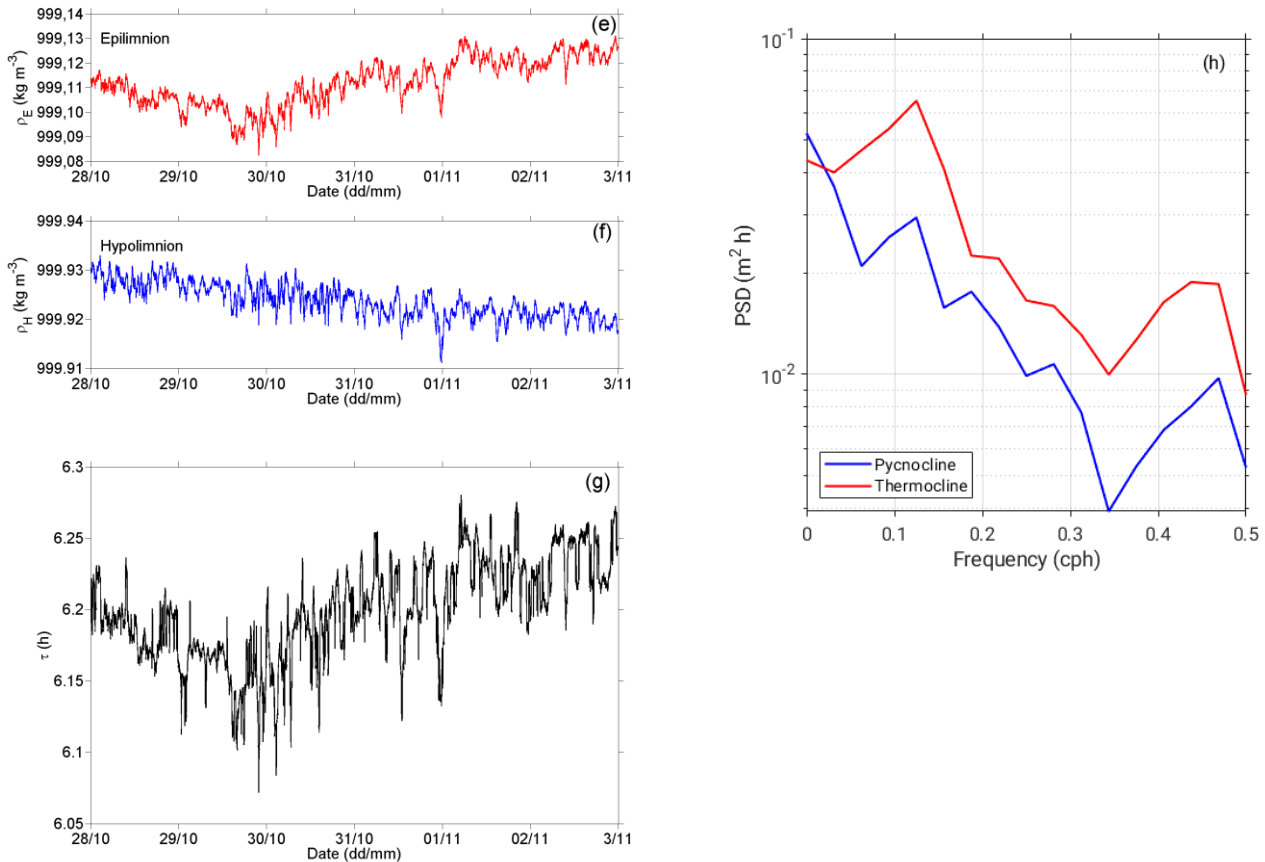 999,14
999,13
999,12
999,11
999,10
999,09
999,08
ρE (kg m-3)
Epilimnion
(e)
28/10 29/10 30/10 31/10 01/11 02/11 3/11
Date (dd/mm)
999.94
999.93
999.92
999.91
ρH (kg m-3)
Hypolimnion
(f)
28/10 29/10 30/10 31/10 01/11 02/11 3/11
Date (dd/mm)
6.3
6.25
6.2
6.15
6.1
6.05
τ (h)
(g)
28/10 29/10 30/10 31/10 01/11 02/11 3/11
Date (dd/mm)
10-1
10-2
PSD (m2 h)
(h)
Pycnocline
Thermocline
0 0.1 0.2 0.3 0.4 0.5
Frequency (cph)